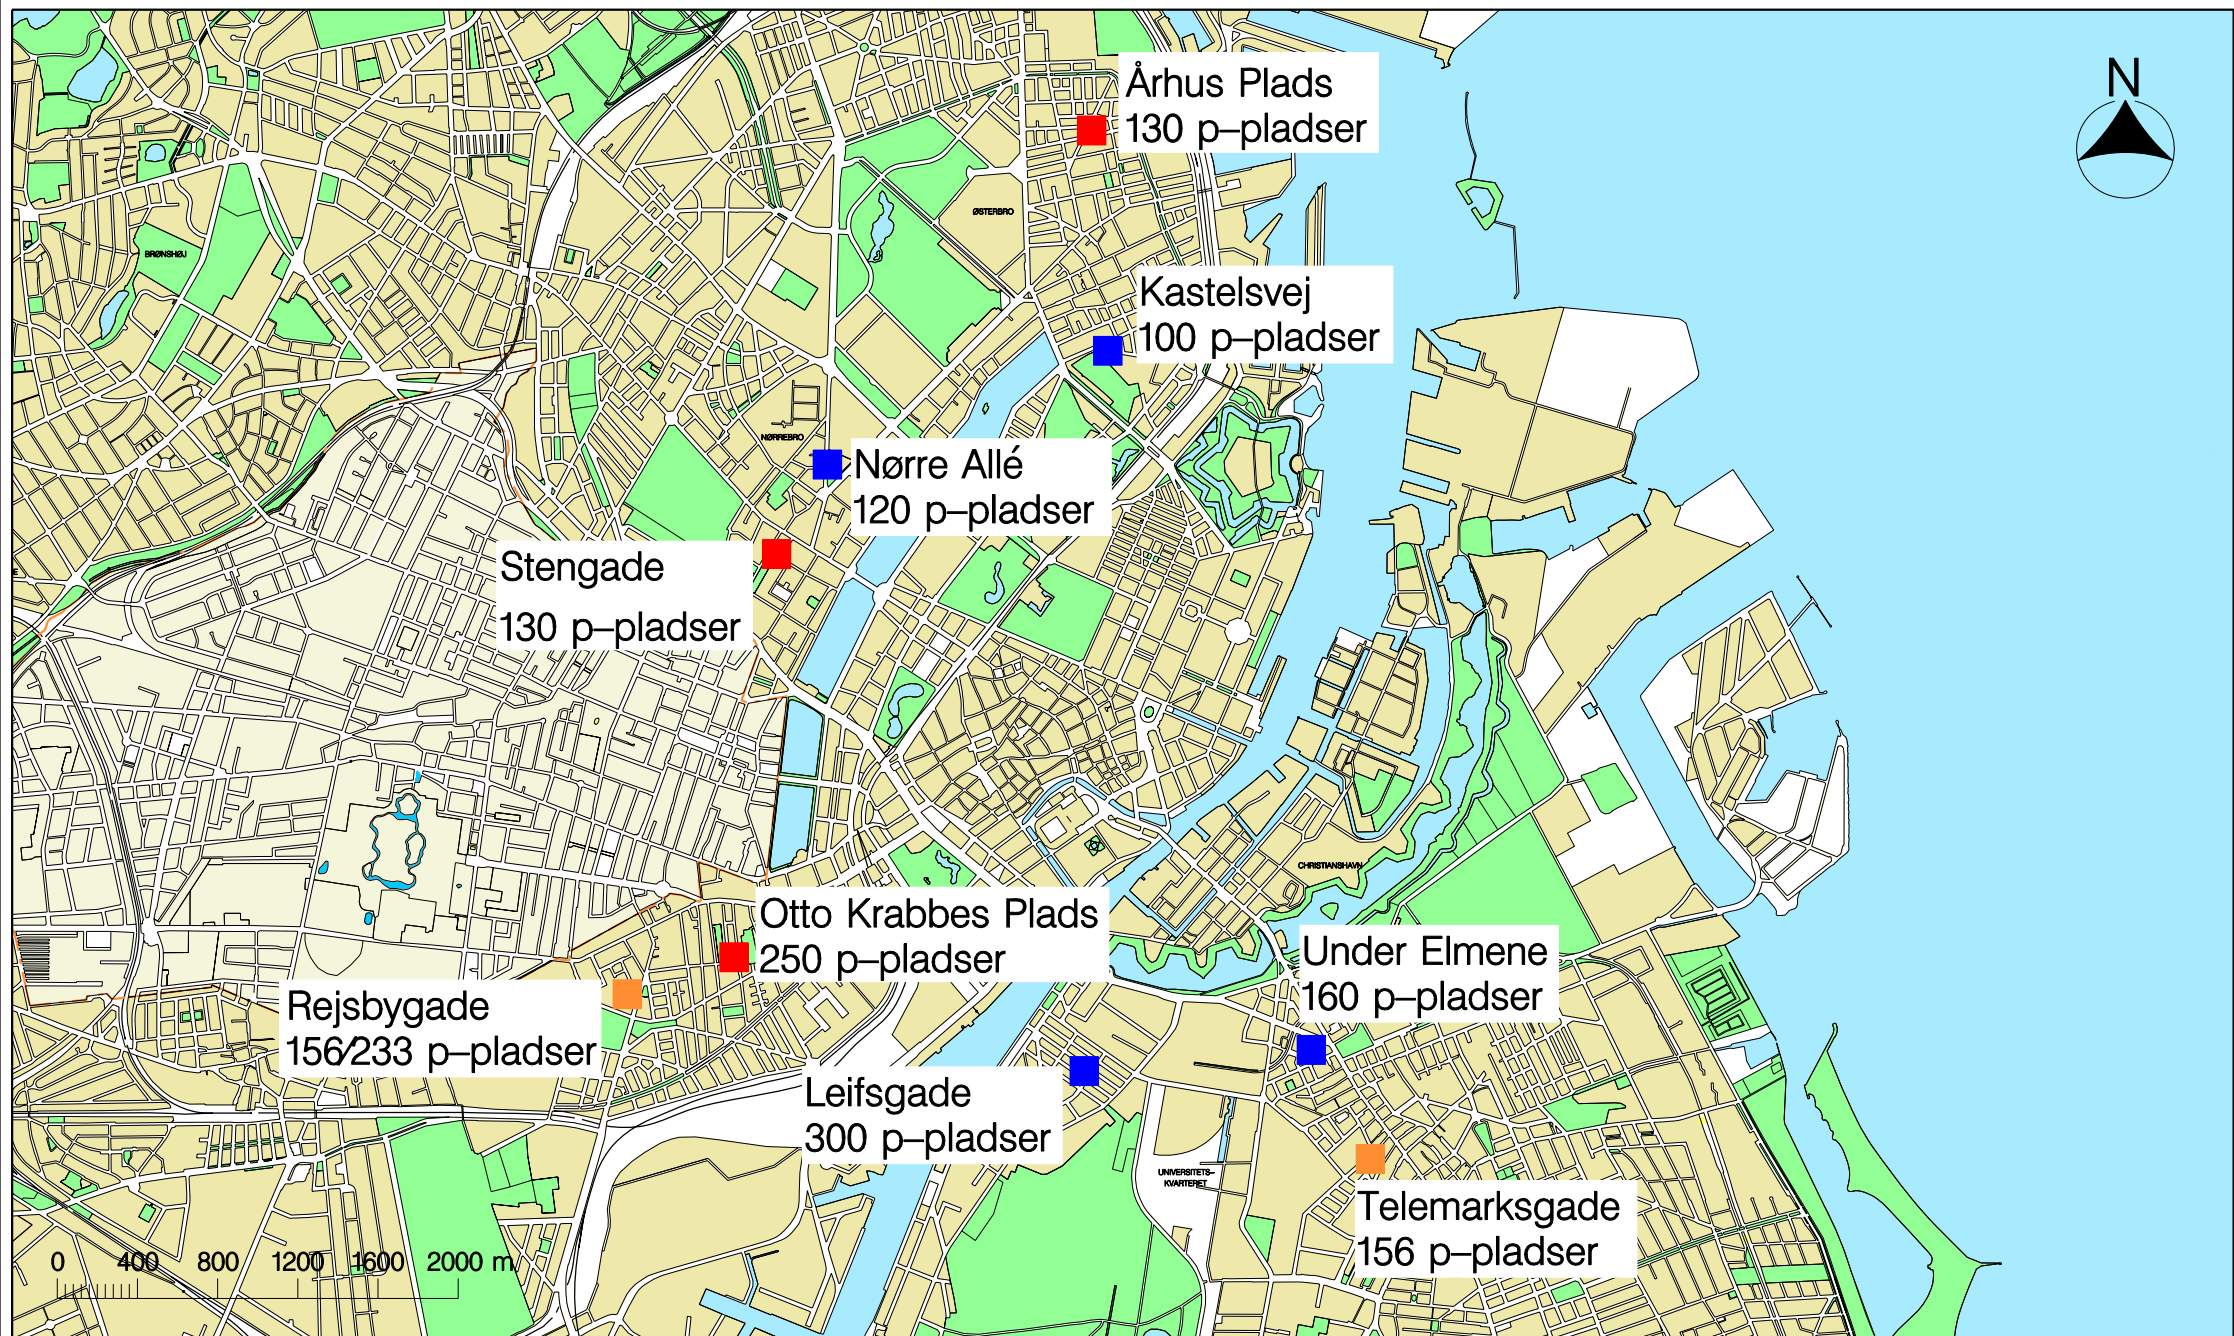 N
Århus Plads
130 p–pladser
ØSTERBRO
BRØNSHØJ
Kastelsvej
100 p–pladser
NØRREBRO
Nørre Allé
120 p–pladser
Stengade
130 p–pladser
CHRISTIANSHAVN
Otto Krabbes Plads
250 p–pladser
Under Elmene
160 p–pladser
Rejsbygade
156/233 p–pladser
Leifsgade
300 p–pladser
UNIVERSITETS–
KVARTERET
Telemarksgade
156 p–pladser
0 400 800 1200 1600 2000 m